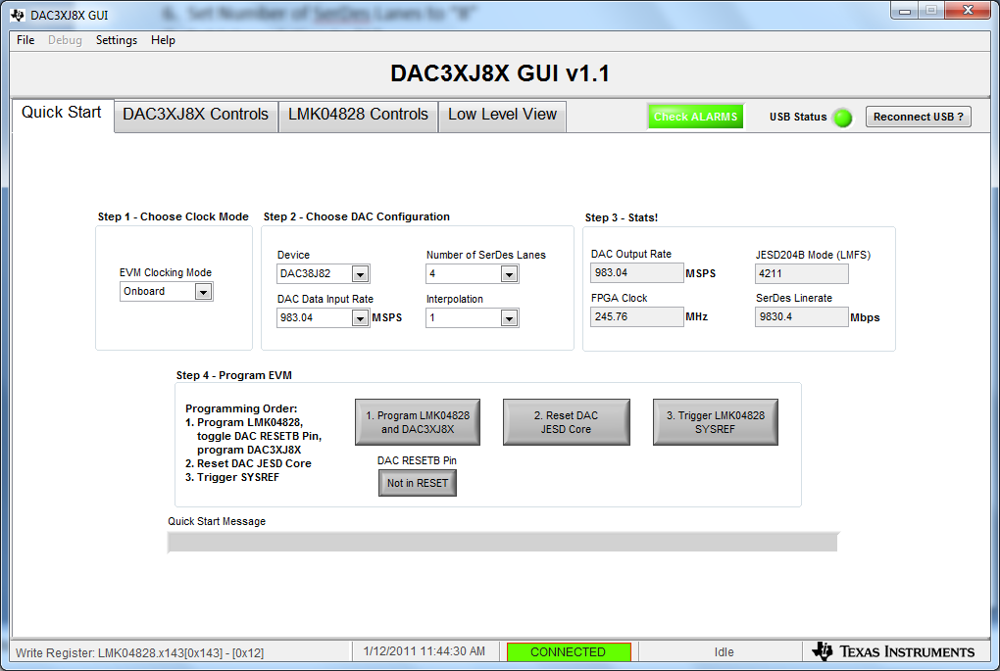 DAC3XJ8X GUI
6. Set Number of SerDes Lanes to "8"
File Debug Settings Help
DAC3XJ8X GUI v1.1
Quick Start DAC3XJ8X Controls LMK04828 Controls Low Level View Check ALARMS USB Status Reconnect USB ?
Step 1 - Choose Clock Mode
EVM Clocking Mode
Onboard
Step 2 - Choose DAC Configuration
Device Number of SerDes Lanes
DAC38J82 4
DAC Data Input Rate Interpolation
983.04 MSPS 1
Step 3 - Stats!
DAC Output Rate JESD204B Mode (LMFS)
983.04 MSPS 4211
FPGA Clock SerDes Linerate
245.76 MHz 9830.4 Mbps
Step 4 - Program EVM
Programming Order:
1. Program LMK04828,
toggle DAC RESETB Pin,
program DAC3XJ8X
2. Reset DAC JESD Core
3. Trigger SYSREF
1. Program LMK04828
and DAC3XJ8X
2. Reset DAC
JESD Core
3. Trigger LMK04828
SYSREF
DAC RESETB Pin
Not in RESET
Quick Start Message
Write Register: LMK04828.x143[0x143] - [0x12] 1/12/2011 11:44:30 AM CONNECTED Idle TEXAS INSTRUMENTS